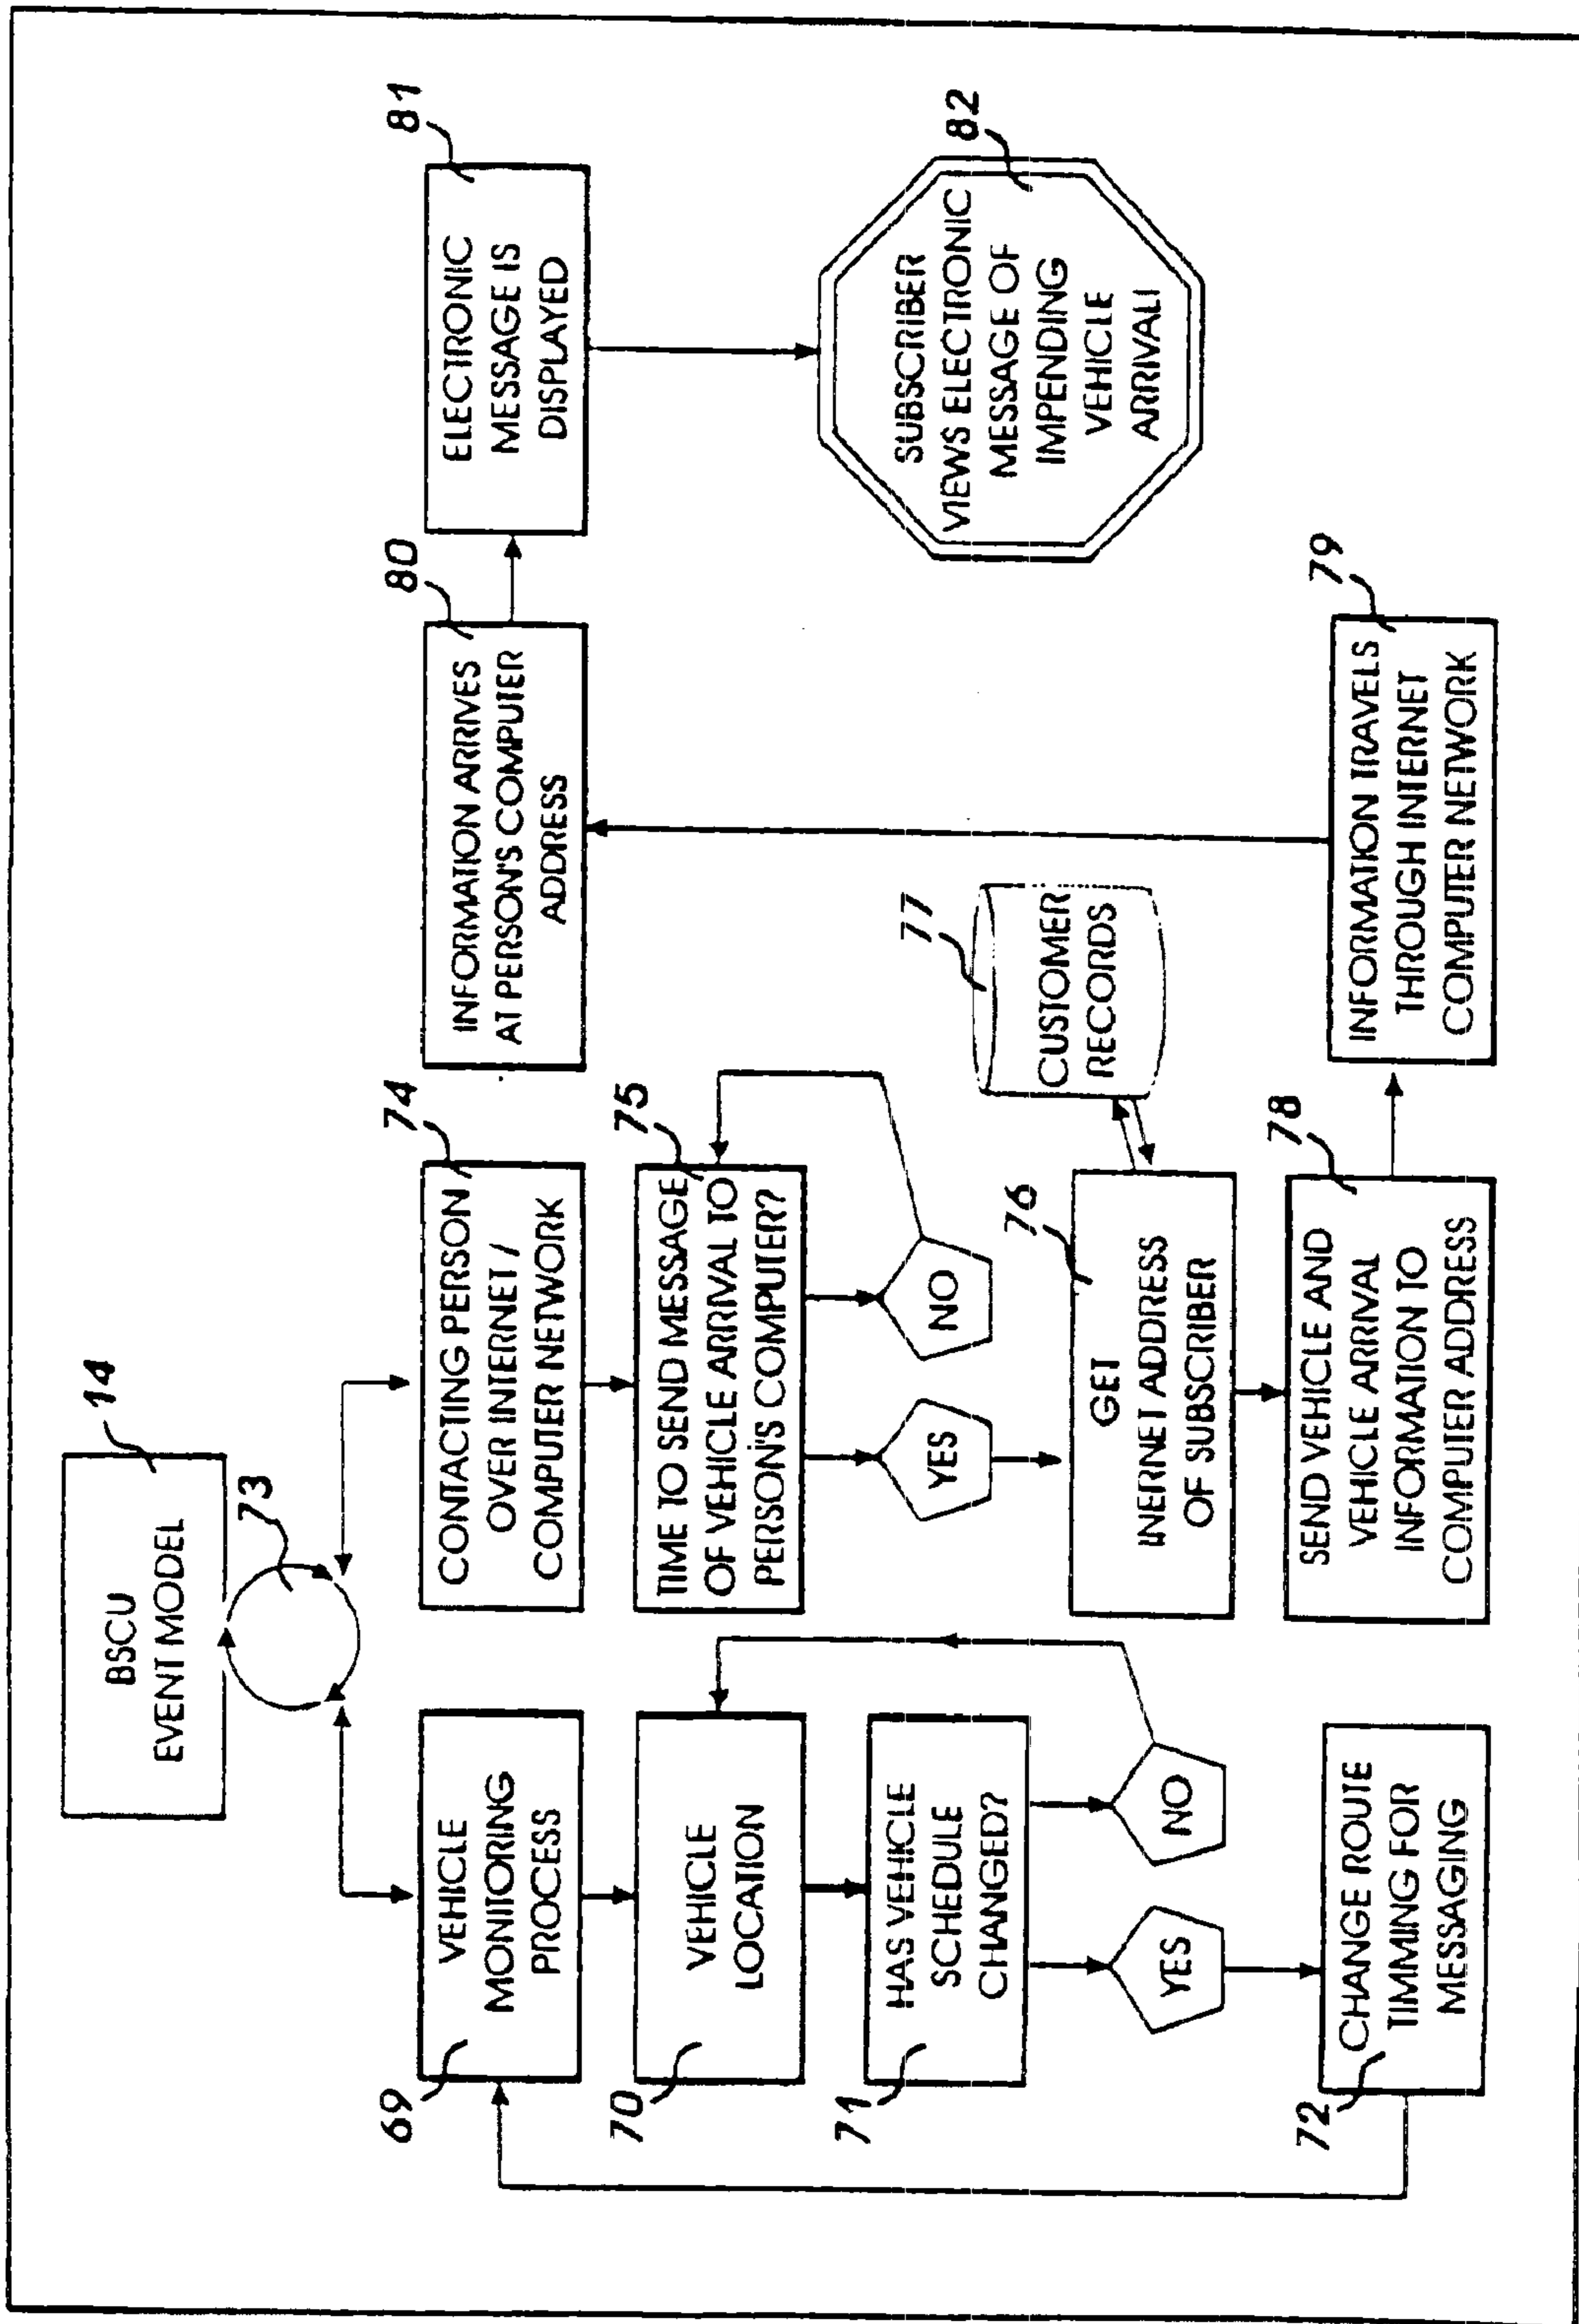 14
BSCU
EVENT MODEL
73
69
VEHICLE
MONITORING
PROCESS
70
VEHICLE
LOCATION
71
HAS VEHICLE
SCHEDULE
CHANGED?
YES
NO
72
CHANGE ROUTE
TIMMING FOR
MESSAGING
74
CONTACTING PERSON
OVER INTERNET /
COMPUTER NETWORK
75
TIME TO SEND MESSAGE
OF VEHICLE ARRIVAL TO
PERSON'S COMPUTER?
YES
NO
76
GET
INERNET ADDRESS
OF SUBSCRIBER
77
CUSTOMER
RECORDS
78
SEND VEHICLE AND
VEHICLE ARRIVAL
INFORMATION TO
COMPUTER ADDRESS
79
INFORMATION TRAVELS
THROUGH INTERNET
COMPUTER NETWORK
80
INFORMATION ARRIVES
AT PERSON'S COMPUTER
ADDRESS
81
ELECTRONIC
MESSAGE IS
DISPLAYED
82
SUBSCRIBER
VIEWS ELECTRONIC
MESSAGE OF
IMPENDING
VEHICLE
ARRIVAL!